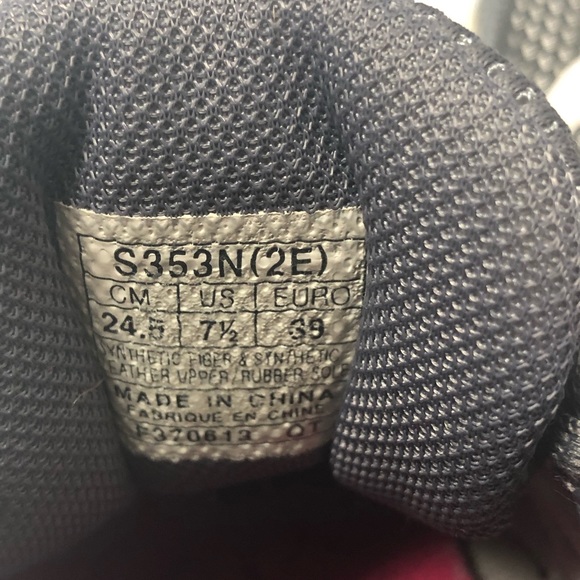 S353N(2E)
CM US EURO
24.5 7½ 39
SYNTHETIC FIBER & SYNTHETIC
LEATHER UPPER/RUBBER SOLE
MADE IN CHINA
FABRIQUE EN CHINE
F370613 QT